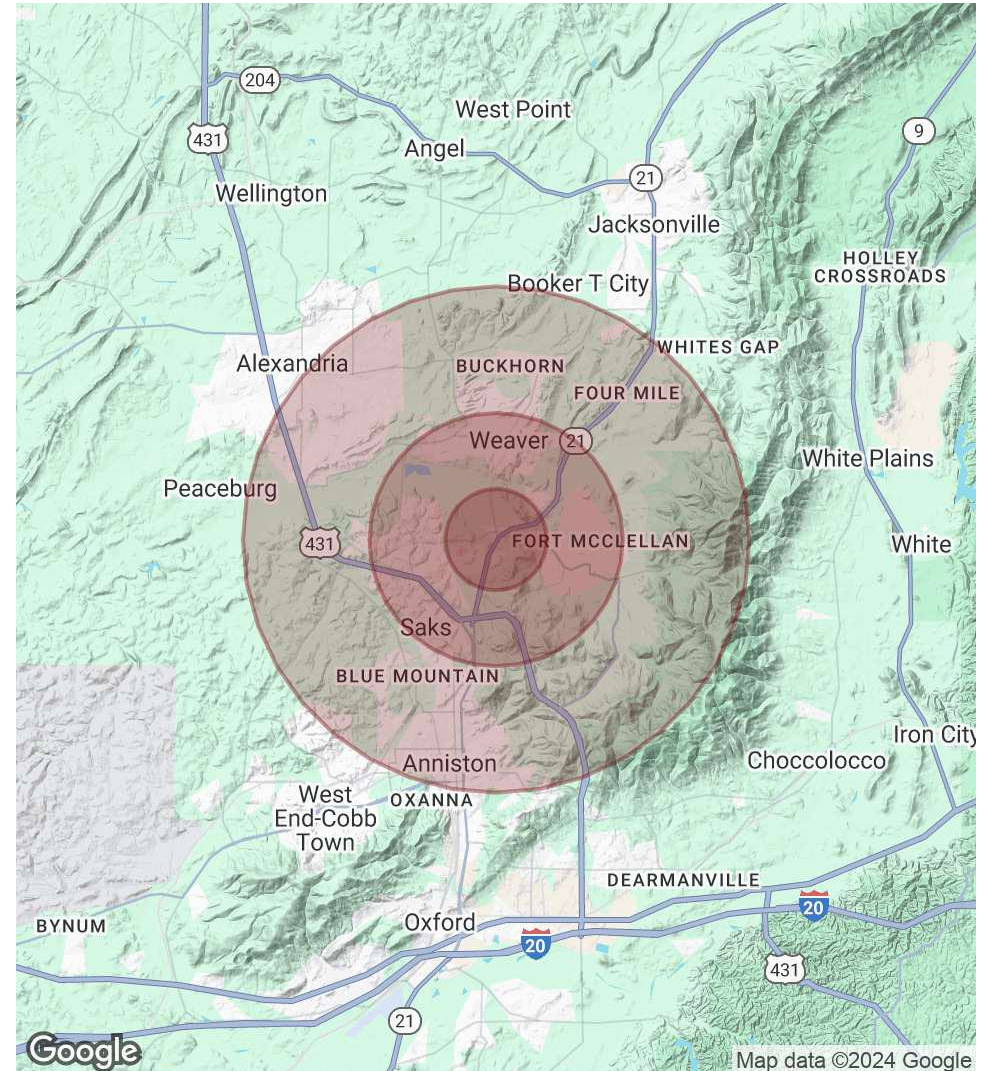 204
West Point
9
431
Angel
21
Wellington
Jacksonville
HOLLEY
CROSSROADS
Booker T City
WHITES GAP
Alexandria
BUCKHORN
FOUR MILE
Weaver
21
White Plains
Peaceburg
431
FORT MCCLELLAN
White
Saks
BLUE MOUNTAIN
Iron City
Anniston
Choccolocco
OXANNA
West
End-Cobb
Town
DEARMANVILLE
20
Oxford
BYNUM
20
431
21
Google
Map data ©2024 Google